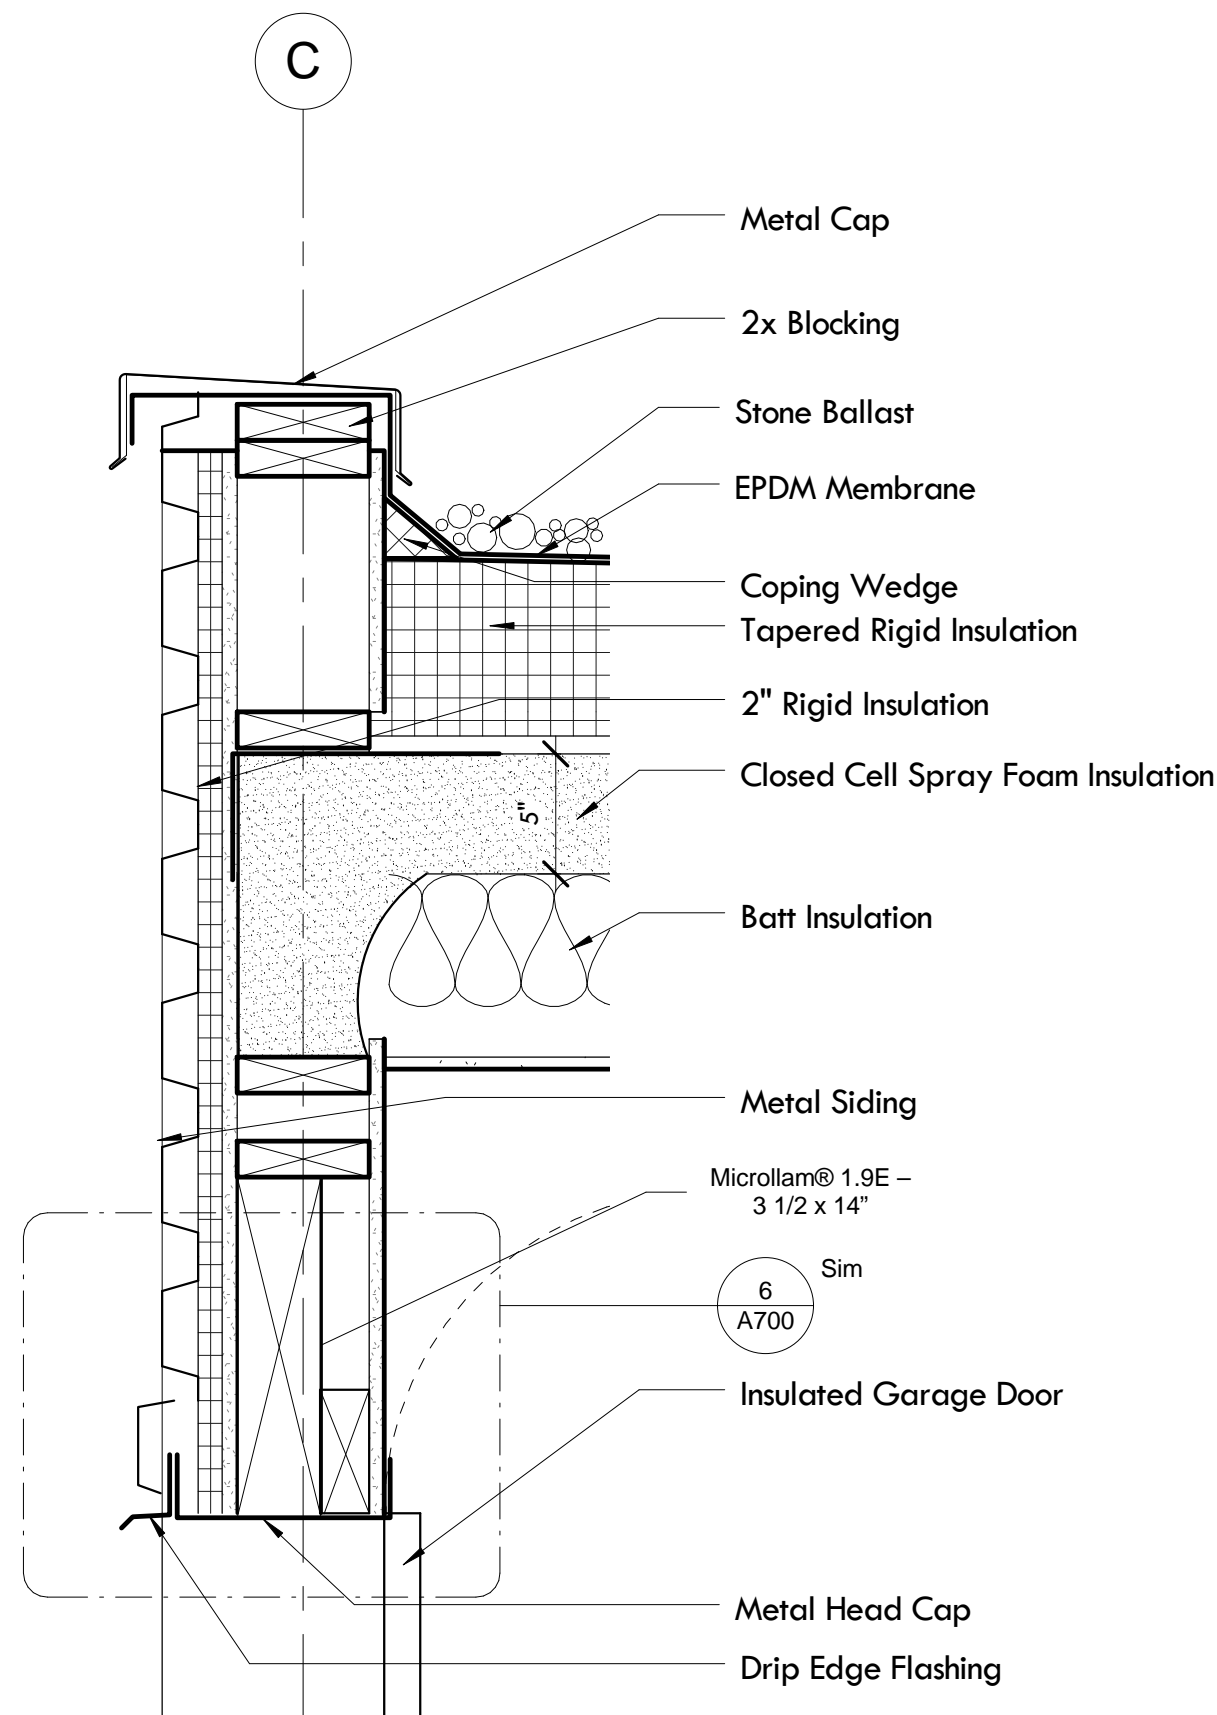 C
Metal Cap
2x Blocking
Stone Ballast
EPDM Membrane
Coping Wedge
Tapered Rigid Insulation
2" Rigid Insulation
Closed Cell Spray Foam Insulation
5"
Batt Insulation
Metal Siding
Microllam® 1.9E –
3 1/2 x 14”
Sim
6
A700
Insulated Garage Door
Metal Head Cap
Drip Edge Flashing